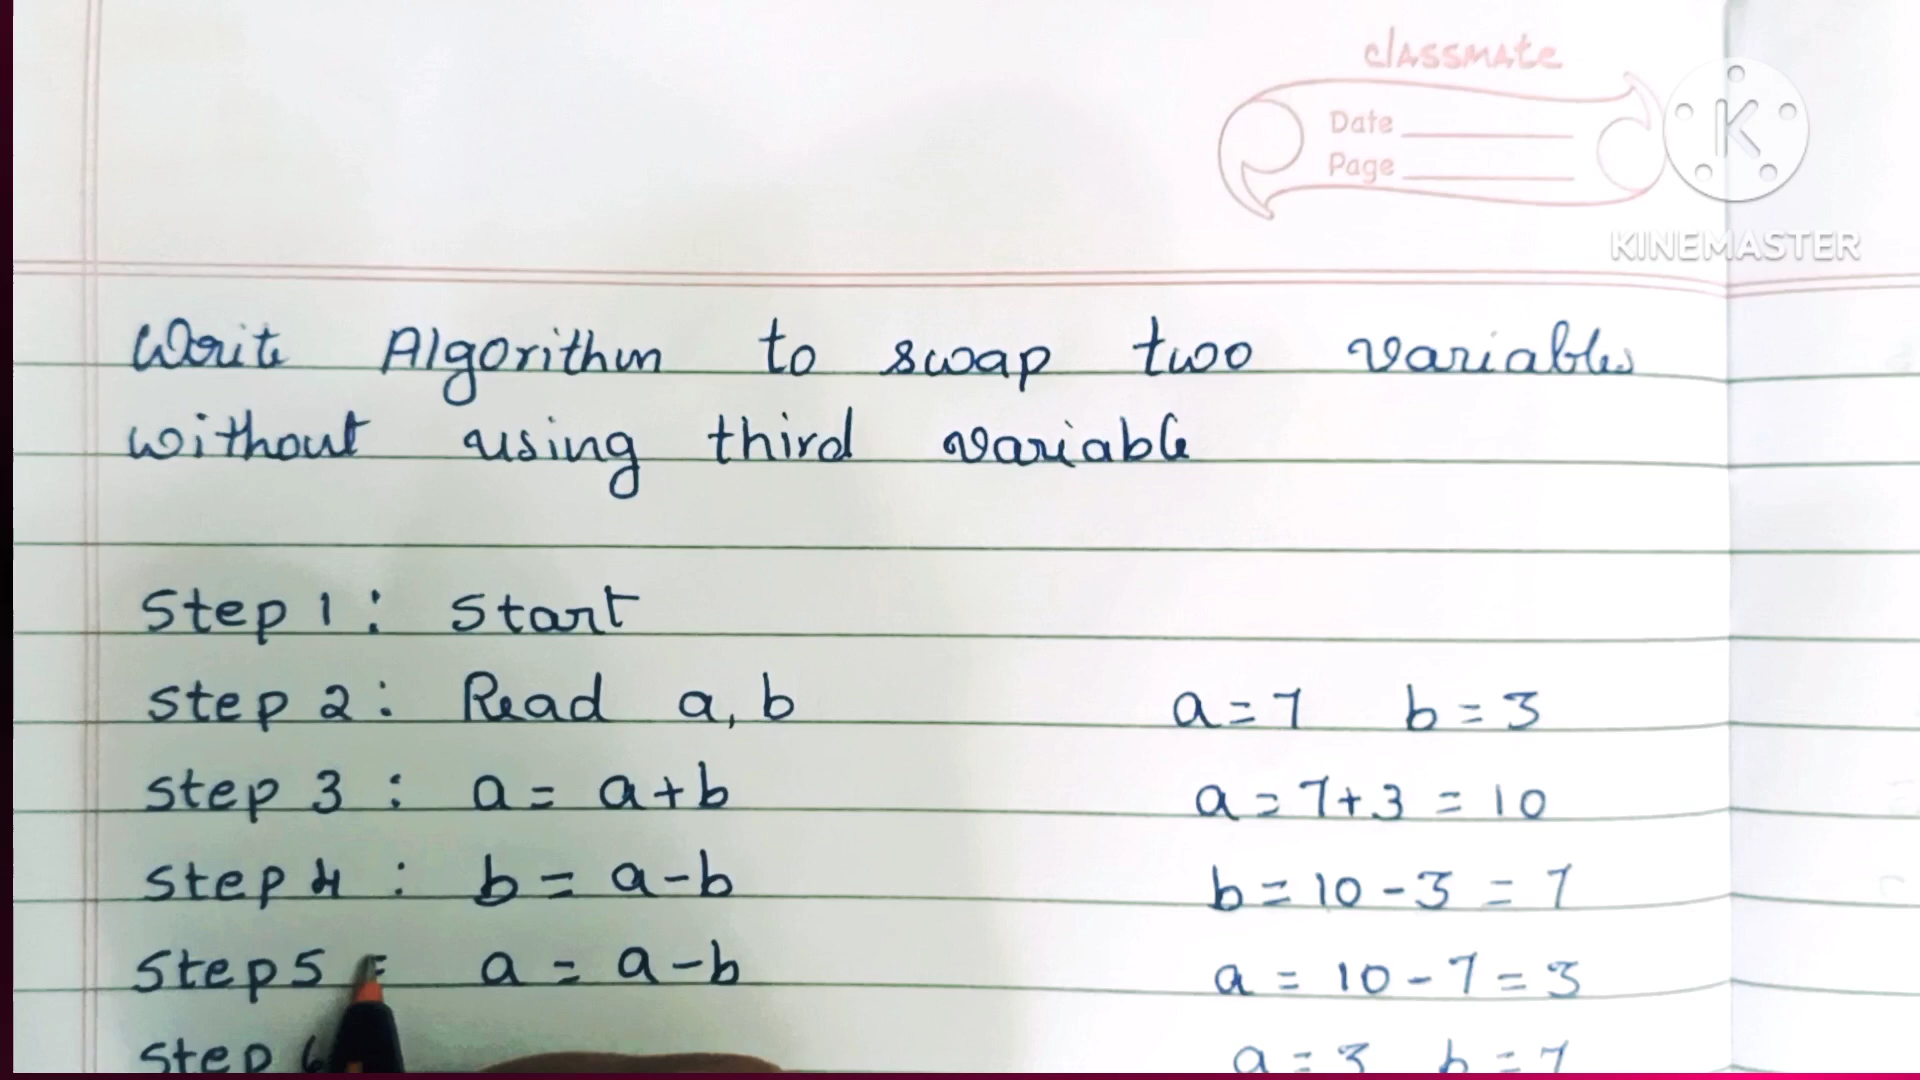 classmate
Date
Page
KINEMASTER
Write Algorithm to swap two variables
without using third variable
Step 1: Start
Step 2: Read a, b a = 7 b = 3
Step 3: a = a+b a = 7+3 = 10
Step 4: b = a-b b = 10-3 = 7
Step 5: a = a-b a = 10-7 = 3
Step 6 a = 3 b = 7